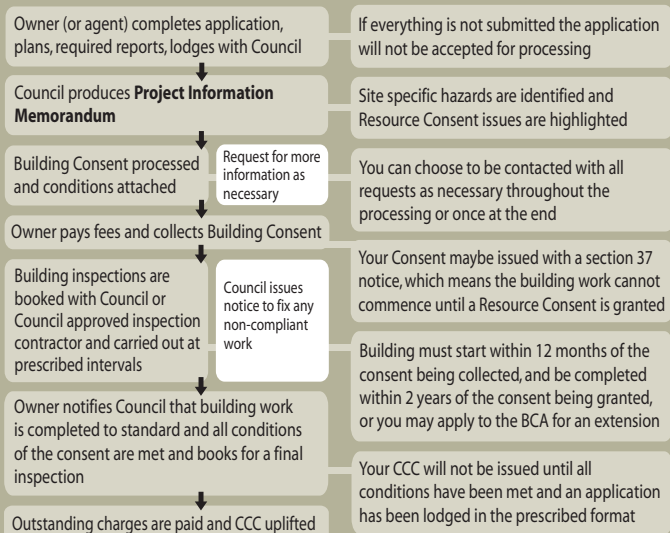 Owner (or agent) completes application,
plans, required reports, lodges with Council
If everything is not submitted the application
will not be accepted for processing
Council produces Project Information
Memorandum
Site specific hazards are identified and
Resource Consent issues are highlighted
Building Consent processed
and conditions attached
Request for more
information as
necessary
You can choose to be contacted with all
requests as necessary throughout the
processing or once at the end
Owner pays fees and collects Building Consent
Your Consent maybe issued with a section 37
notice, which means the building work cannot
commence until a Resource Consent is granted
Building inspections are
booked with Council or
Council approved inspection
contractor and carried out at
prescribed intervals
Council issues
notice to fix any
non-compliant
work
Building must start within 12 months of the
consent being collected, and be completed
within 2 years of the consent being granted,
or you may apply to the BCA for an extension
Owner notifies Council that building work
is completed to standard and all conditions
of the consent are met and books for a final
inspection
Your CCC will not be issued until all
conditions have been met and an application
has been lodged in the prescribed format
Outstanding charges are paid and CCC uplifted